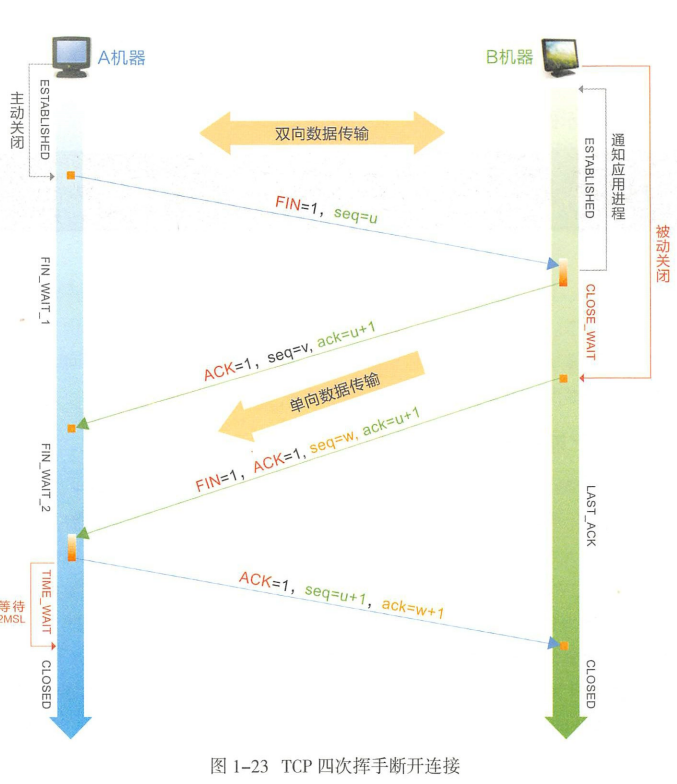 A机器
B机器
主动关闭
ESTABLISHED
双向数据传输
ESTABLISHED
通知应用进程
被动关闭
FIN=1，seq=u
FIN_WAIT_1
CLOSE_WAIT
ACK=1，seq=v, ack=u+1
单向数据传输
FIN=1，ACK=1, seq=w, ack=u+1
FIN_WAIT_2
LAST_ACK
ACK=1，seq=u+1，ack=w+1
等待
2MSL
TIME_WAIT
CLOSED
CLOSED
图 1-23 TCP 四次挥手断开连接